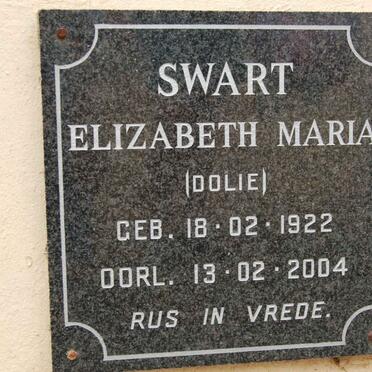 SWART
ELIZABETH MARIA
(DOLIE)
GEB. 18·02·1922
OORL. 13·02·2004
RUS IN VREDE.